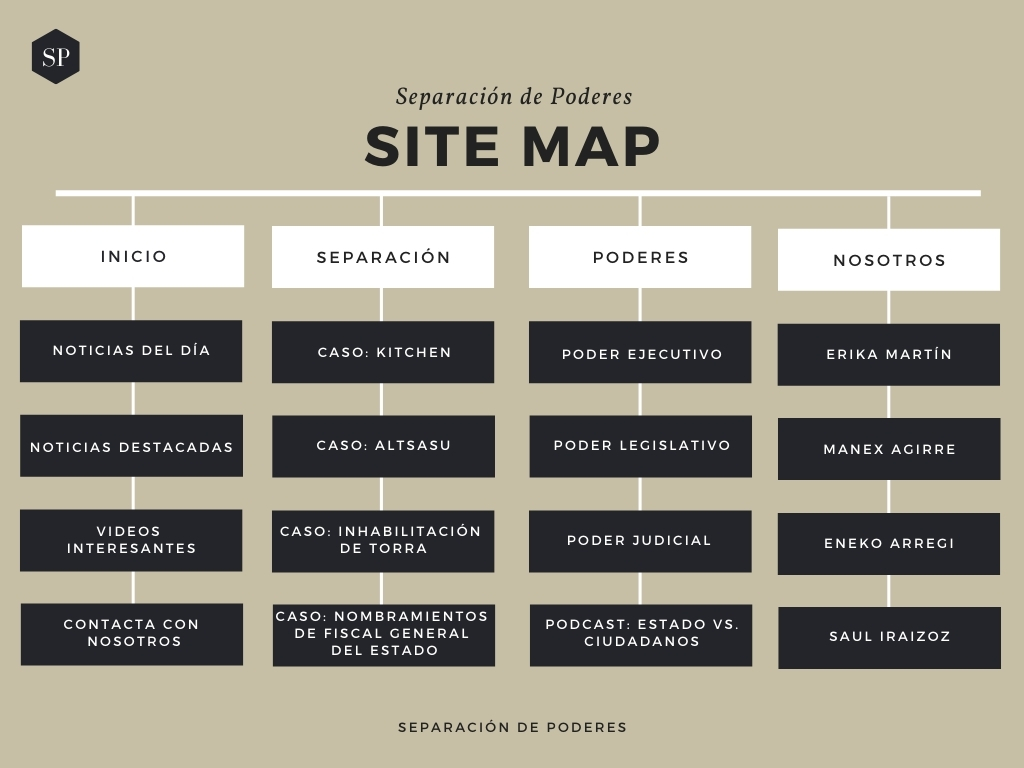 SP
Separación de Poderes
SITE MAP
INICIO
NOTICIAS DEL DÍA
NOTICIAS DESTACADAS
VIDEOS
INTERESANTES
CONTACTA CON
NOSOTROS
SEPARACIÓN
CASO: KITCHEN
CASO: ALTSASU
CASO: INHABILITACIÓN
DE TORRA
CASO: NOMBRAMIENTOS
DE FISCAL GENERAL
DEL ESTADO
PODERES
PODER EJECUTIVO
PODER LEGISLATIVO
PODER JUDICIAL
PODCAST: ESTADO VS.
CIUDADANOS
NOSOTROS
ERIKA MARTÍN
MANEX AGIRRE
ENEKO ARREGI
SAUL IRAIZOZ
SEPARACIÓN DE PODERES